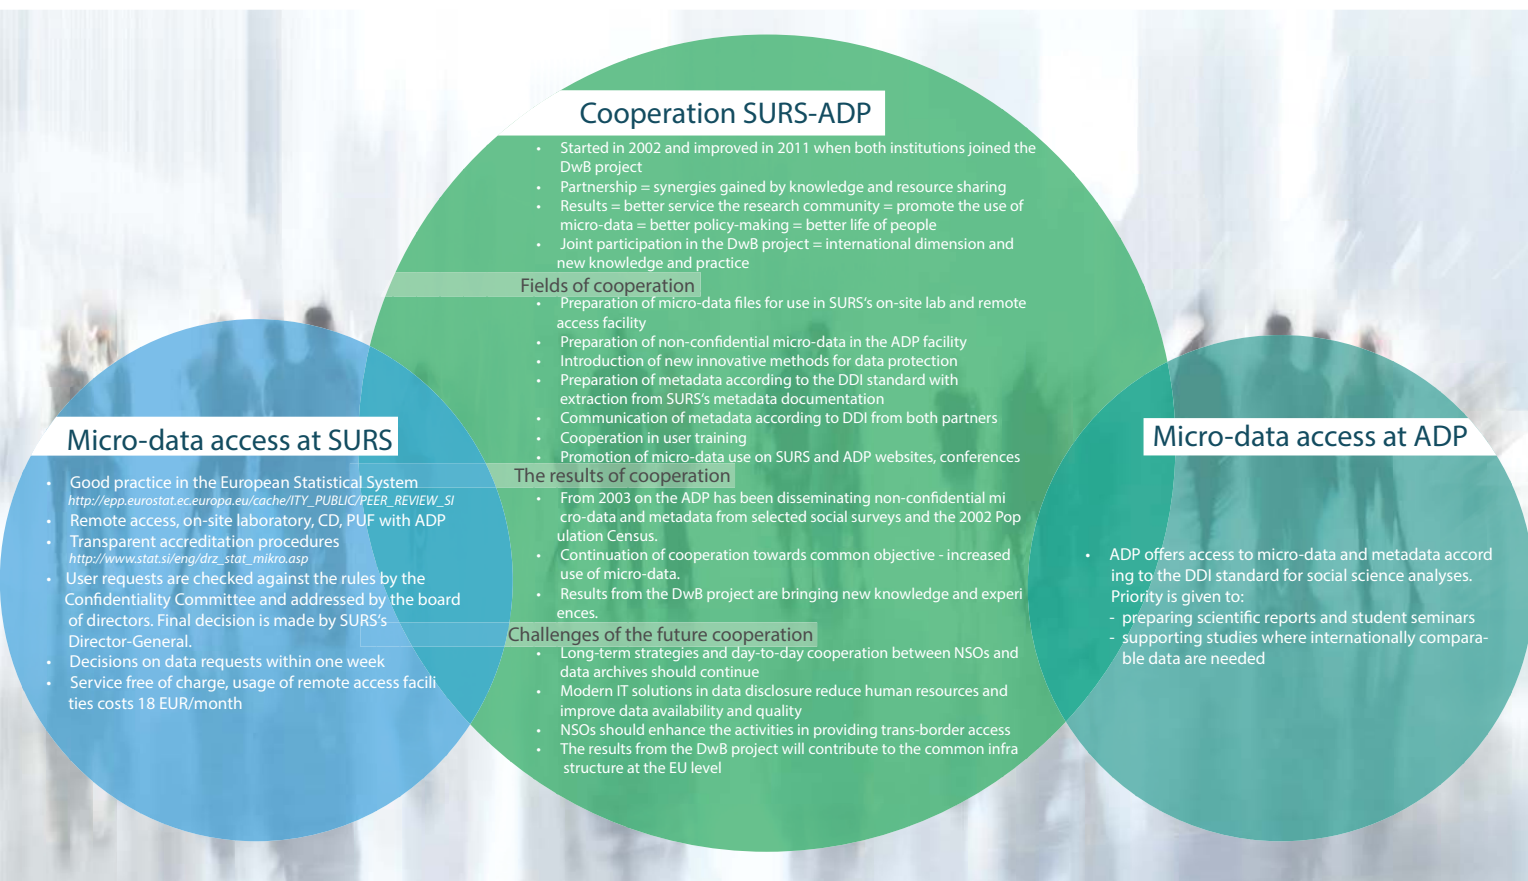 Cooperation SURS-ADP
• Started in 2002 and improved in 2011 when both institutions joined the
DwB project
• Partnership = synergies gained by knowledge and resource sharing
• Results = better service the research community = promote the use of
micro-data = better policy-making = better life of people
• Joint participation in the DwB project = international dimension and
new knowledge and practice
Fields of cooperation
• Preparation of micro-data files for use in SURS's on-site lab and remote
access facility
• Preparation of non-confidential micro-data in the ADP facility
• Introduction of new innovative methods for data protection
• Preparation of metadata according to the DDI standard with
extraction from SURS's metadata documentation
• Communication of metadata according to DDI from both partners
• Cooperation in user training
• Promotion of micro-data use on SURS and ADP websites, conferences
The results of cooperation
• From 2003 on the ADP has been disseminating non-confidential mi
cro-data and metadata from selected social surveys and the 2002 Pop
ulation Census.
• Continuation of cooperation towards common objective - increased
use of micro-data.
• Results from the DwB project are bringing new knowledge and experi
ences.
Challenges of the future cooperation
• Long-term strategies and day-to-day cooperation between NSOs and
data archives should continue
• Modern IT solutions in data disclosure reduce human resources and
improve data availability and quality
• NSOs should enhance the activities in providing trans-border access
• The results from the DwB project will contribute to the common infra
structure at the EU level
Micro-data access at SURS
• Good practice in the European Statistical System
http://epp.eurostat.ec.europa.eu/cache/ITY_PUBLIC/PEER_REVIEW_SI
• Remote access, on-site laboratory, CD, PUF with ADP
• Transparent accreditation procedures
http://www.stat.si/eng/drz_stat_mikro.asp
• User requests are checked against the rules by the
Confidentiality Committee and addressed by the board
of directors. Final decision is made by SURS's
Director-General.
• Decisions on data requests within one week
• Service free of charge, usage of remote access facili
ties costs 18 EUR/month
Micro-data access at ADP
• ADP offers access to micro-data and metadata accord
ing to the DDI standard for social science analyses.
Priority is given to:
- preparing scientific reports and student seminars
- supporting studies where internationally compara-
ble data are needed